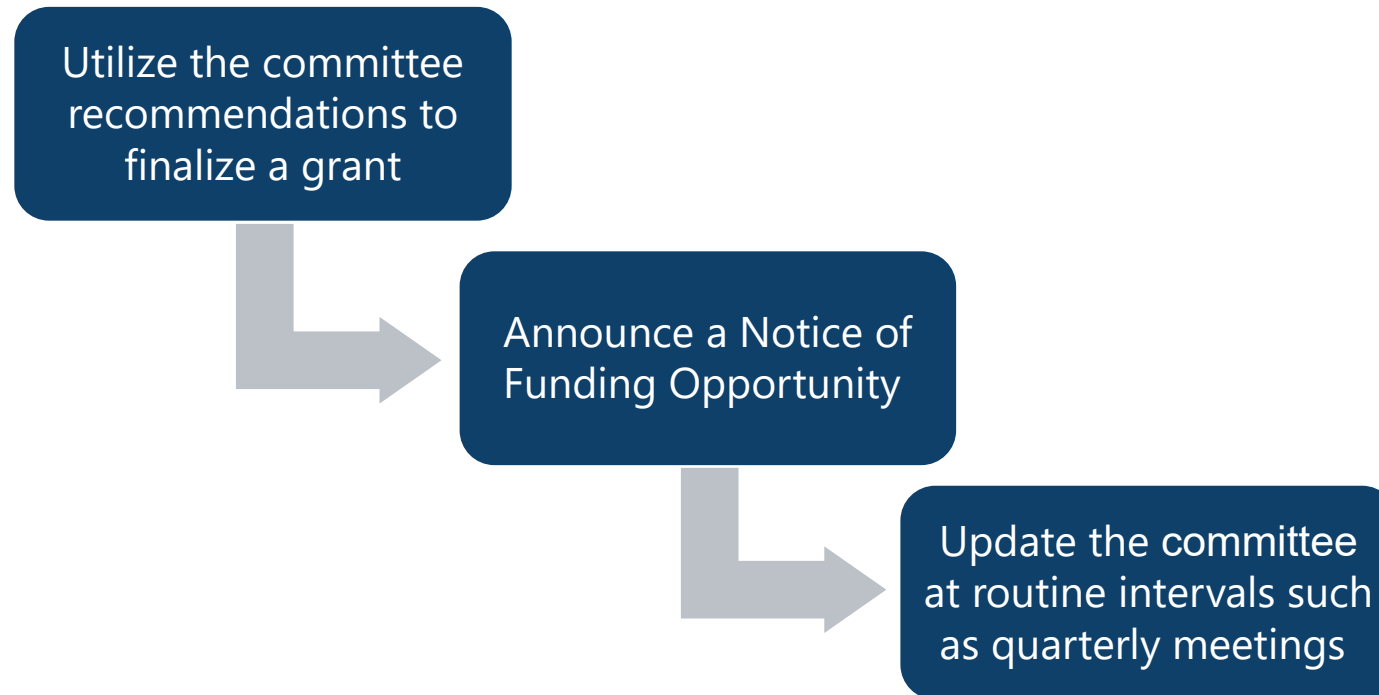 Utilize the committee
recommendations to
finalize a grant
Announce a Notice of
Funding Opportunity
Update the committee
at routine intervals such
as quarterly meetings